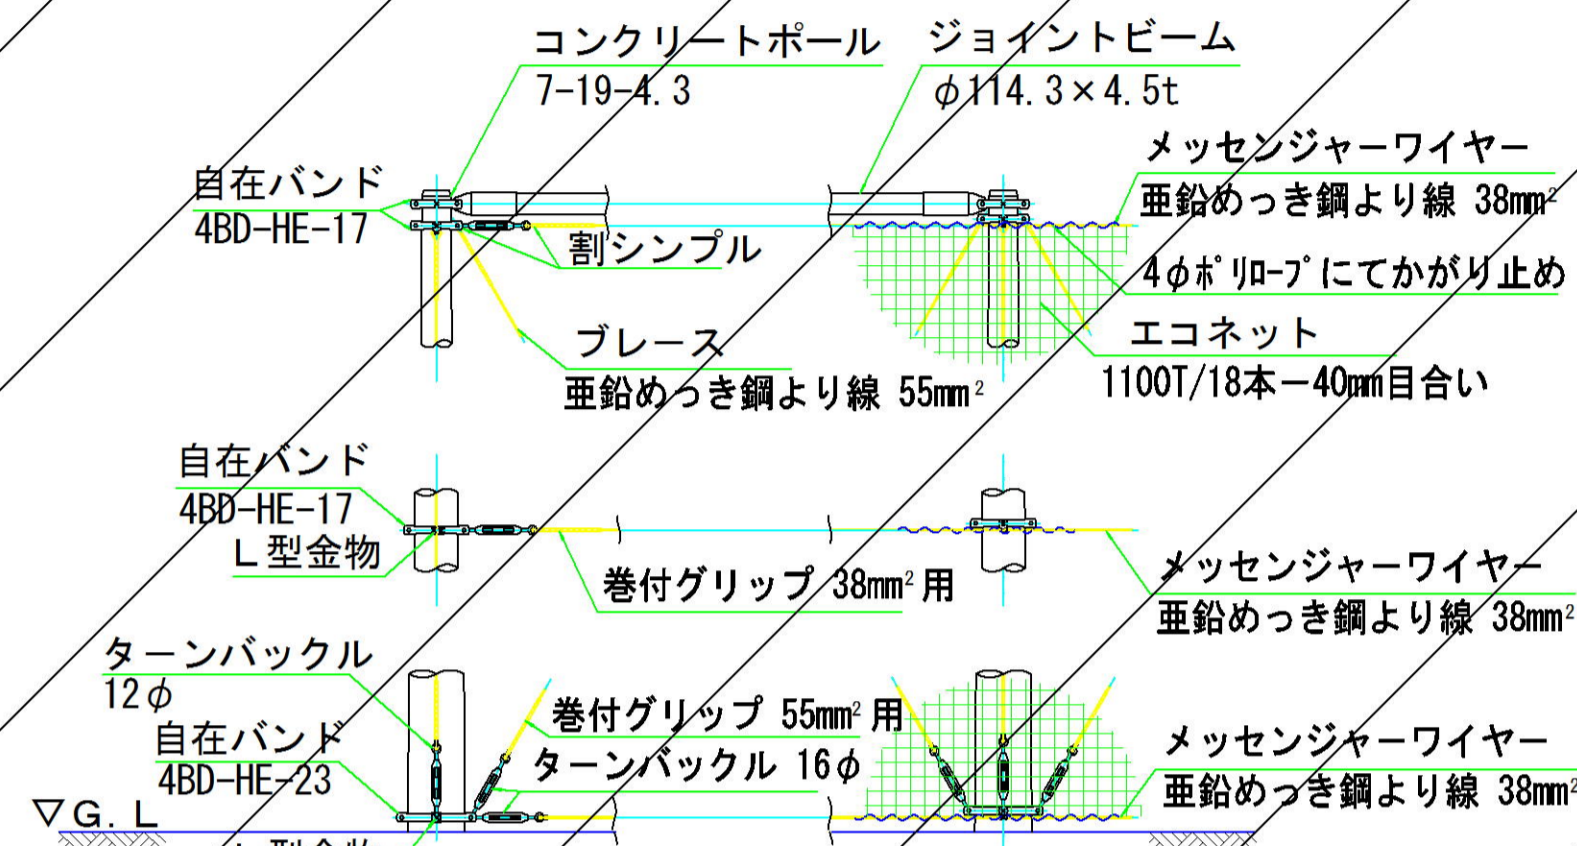 コンクリートポール
7-19-4.3
ジョイントビーム
φ114.3×4.5t
メッセンジャーワイヤー
亜鉛めっき鋼より線 38mm²
自在バンド
4BD-HE-17
割シンプル
4φポリロープにてかがり止め
ブレース
亜鉛めっき鋼より線 55mm²
エコネット
1100T/18本－40mm目合い
自在バンド
4BD-HE-17
L型金物
巻付グリップ 38mm²用
メッセンジャーワイヤー
亜鉛めっき鋼より線 38mm²
ターンバックル
12φ
巻付グリップ 55mm²用
自在バンド
4BD-HE-23
ターンバックル 16φ
メッセンジャーワイヤー
亜鉛めっき鋼より線 38mm²
▽G.L
L型金物